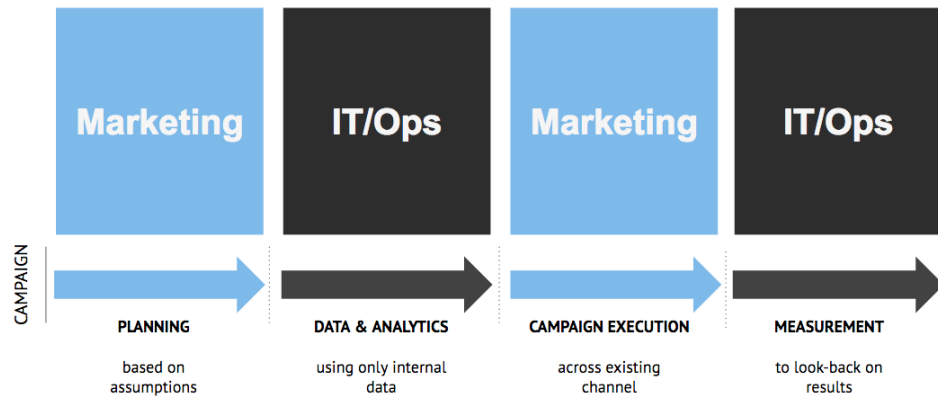 Marketing
IT/Ops
Marketing
IT/Ops
CAMPAIGN
PLANNING
DATA & ANALYTICS
CAMPAIGN EXECUTION
MEASUREMENT
based on
assumptions
using only internal
data
across existing
channel
to look-back on
results